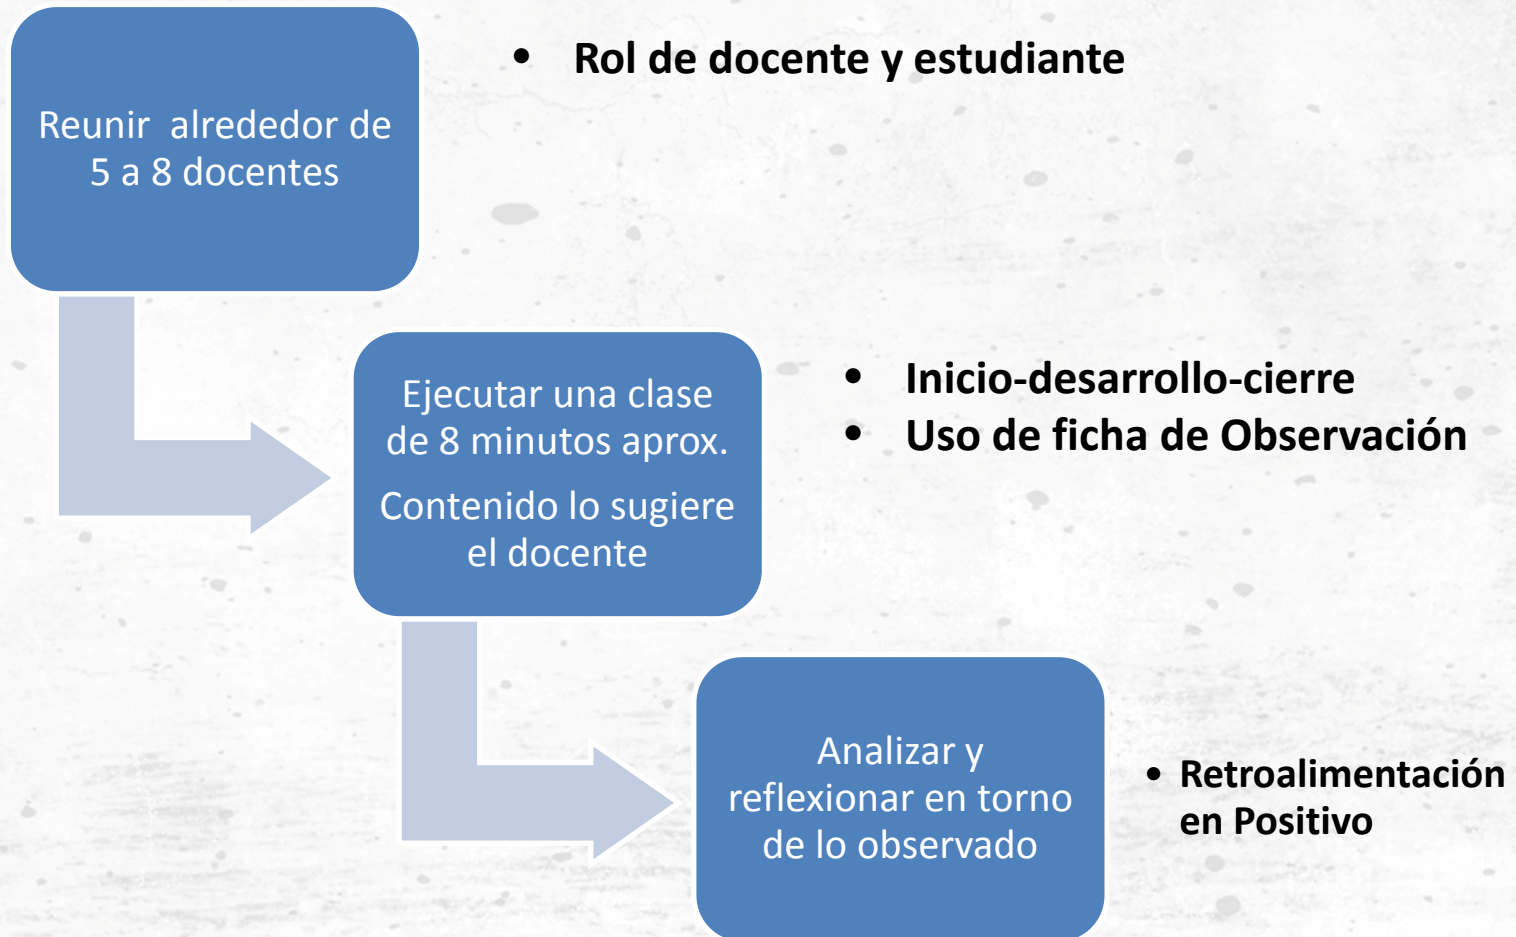 Reunir alrededor de
5 a 8 docentes
• Rol de docente y estudiante
Ejecutar una clase
de 8 minutos aprox.
Contenido lo sugiere
el docente
• Inicio-desarrollo-cierre
• Uso de ficha de Observación
Analizar y
reflexionar en torno
de lo observado
• Retroalimentación
en Positivo